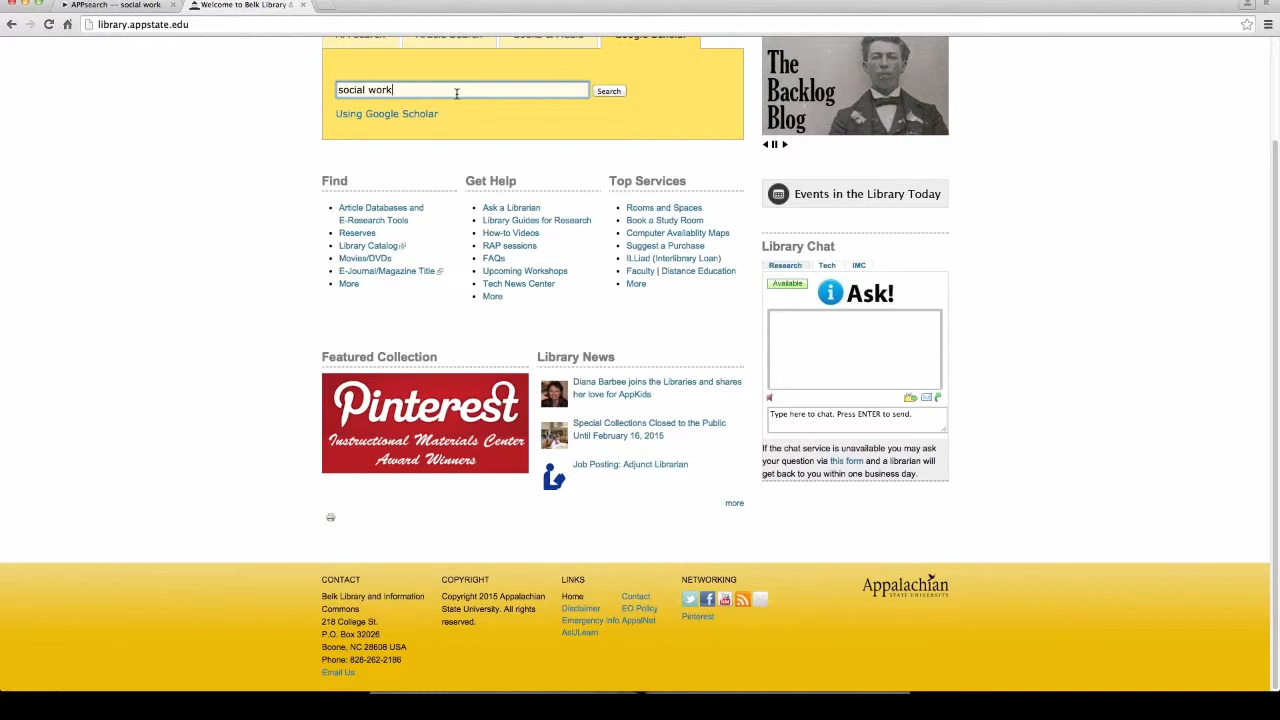 APPsearch -- social work
Welcome to Belk Library &
library.appstate.edu
Google Scholar
social work
Search
Using Google Scholar
The
Backlog
Blog
Events in the Library Today
Find
Article Databases and
E-Research Tools
Reserves
Library Catalog
Movies/DVDs
E-Journal/Magazine Title
More
Get Help
Ask a Librarian
Library Guides for Research
How-to Videos
RAP sessions
FAQs
Upcoming Workshops
Tech News Center
More
Top Services
Rooms and Spaces
Book a Study Room
Computer Availablity Maps
Suggest a Purchase
ILLiad (Interlibrary Loan)
Faculty | Distance Education
More
Library Chat
Research Tech IMC
Available
i Ask!
Type here to chat. Press ENTER to send.
If the chat service is unavailable you may ask
your question via this form and a librarian will
get back to you within one business day.
Featured Collection
Pinterest
Instructional Materials Center
Award Winners
Library News
Diana Barbee joins the Libraries and shares
her love for AppKids
Special Collections Closed to the Public
Until February 16, 2015
Job Posting: Adjunct Librarian
more
CONTACT
Belk Library and Information
Commons
218 College St.
P.O. Box 32026
Boone, NC 28608 USA
Phone: 828-262-2186
Email Us
COPYRIGHT
Copyright 2015 Appalachian
State University. All rights
reserved.
LINKS
Home Contact
Disclaimer EO Policy
Emergency Info AppalNet
AsULearn
NETWORKING
Pinterest
Appalachian
STATE UNIVERSITY